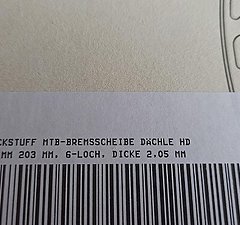 CKSTUFF MTB-BREMSSCHEIBE DÄCHLE HD
MM 203 MM, 6-LOCH, DICKE 2.05 MM